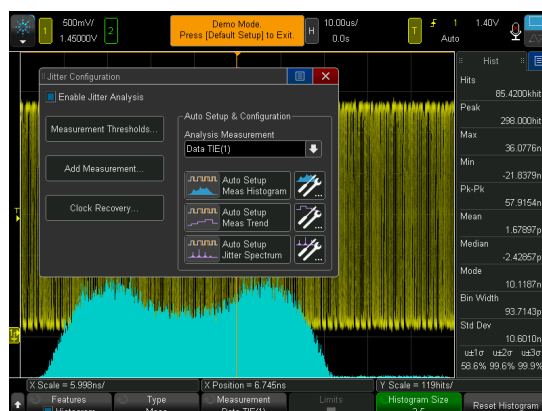 500mV/
1
1.45000V
2
Demo Mode.
Press [Default Setup] to Exit.
H
10.00us/
0.0s
T
1
1.40V
Auto
Hist
Jitter Configuration
Enable Jitter Analysis
Measurement Thresholds...
Add Measurement...
Clock Recovery...
Auto Setup & Configuration
Analysis Measurement
Data TIE(1)
Auto Setup
Meas Histogram
Auto Setup
Meas Trend
Auto Setup
Jitter Spectrum
Hits
85.4200khit
Peak
298.000hit
Max
36.0776n
Min
-21.8379n
Pk-Pk
57.9154n
Mean
1.67897p
Median
-2.42857p
Mode
10.1187n
Bin Width
93.7143p
Std Dev
10.6010n
u±1σ u±2σ u±3σ
58.6% 99.6% 99.9%
X Scale = 5.998ns/
X Position = 6.745ns
Y Scale = 119hits/
Features
Type
Measurement
Limits
Histogram Size
Reset Histogram